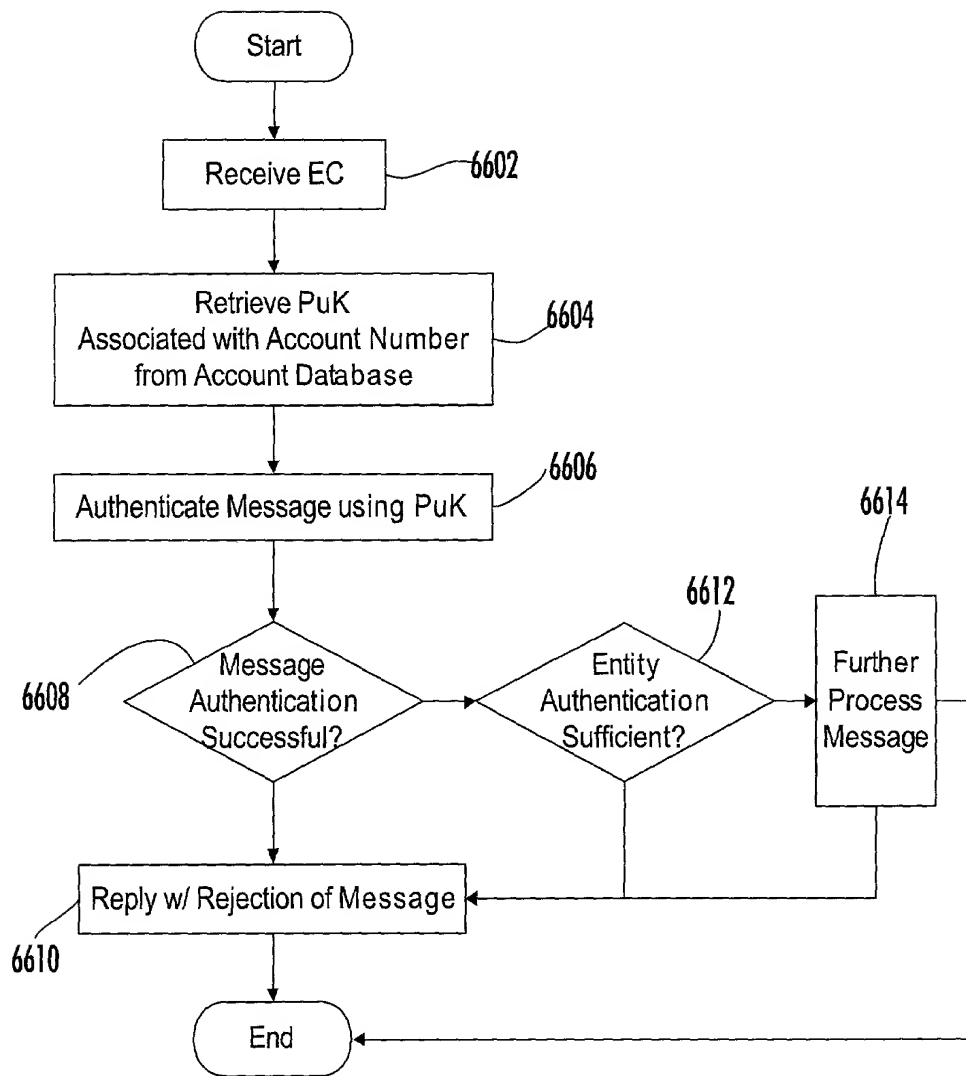 Start
Receive EC
6602
Retrieve PuK
Associated with Account Number
from Account Database
6604
Authenticate Message using PuK
6606
Message
Authentication
Successful?
6608
Entity
Authentication
Sufficient?
6612
Further
Process
Message
6614
Reply w/ Rejection of Message
6610
End